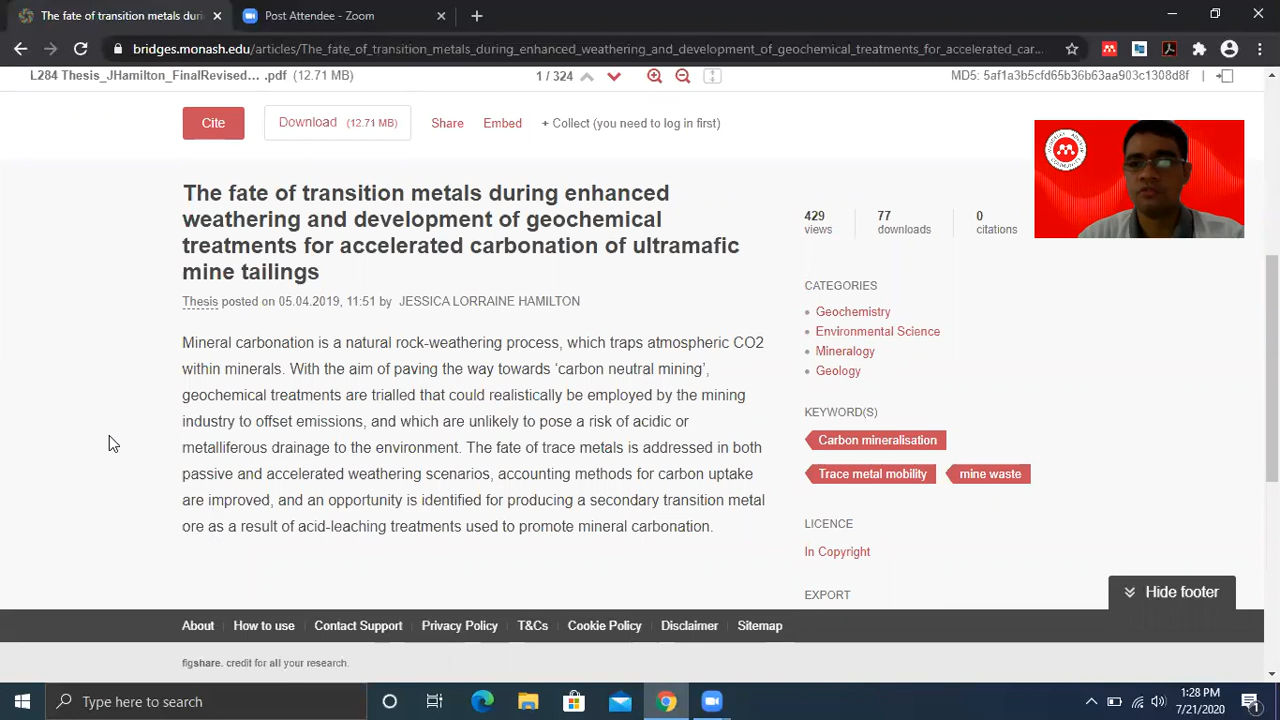 The fate of transition metals duri
Post Attendee - Zoom
bridges.monash.edu/articles/The_fate_of_transition_metals_during_enhanced_weathering_and_development_of_geochemical_treatments_for_accelerated_car...
L284 Thesis_JHamilton_FinalRevised... .pdf (12.71 MB)
1 / 324
MD5: 5af1a3b5cfd65b36b63aa903c1308d8f
Cite
Download (12.71 MB)
Share
Embed
+ Collect (you need to log in first)
The fate of transition metals during enhanced
weathering and development of geochemical
treatments for accelerated carbonation of ultramafic
mine tailings
Thesis posted on 05.04.2019, 11:51 by JESSICA LORRAINE HAMILTON
Mineral carbonation is a natural rock-weathering process, which traps atmospheric CO2
within minerals. With the aim of paving the way towards ‘carbon neutral mining’,
geochemical treatments are trialled that could realistically be employed by the mining
industry to offset emissions, and which are unlikely to pose a risk of acidic or
metalliferous drainage to the environment. The fate of trace metals is addressed in both
passive and accelerated weathering scenarios, accounting methods for carbon uptake
are improved, and an opportunity is identified for producing a secondary transition metal
ore as a result of acid-leaching treatments used to promote mineral carbonation.
429 77 0
views downloads citations
CATEGORIES
Geochemistry
Environmental Science
Mineralogy
Geology
KEYWORD(S)
Carbon mineralisation
Trace metal mobility mine waste
LICENCE
In Copyright
EXPORT
Hide footer
About How to use Contact Support Privacy Policy T&Cs Cookie Policy Disclaimer Sitemap
figshare. credit for all your research.
Type here to search
1:28 PM
7/21/2020
1